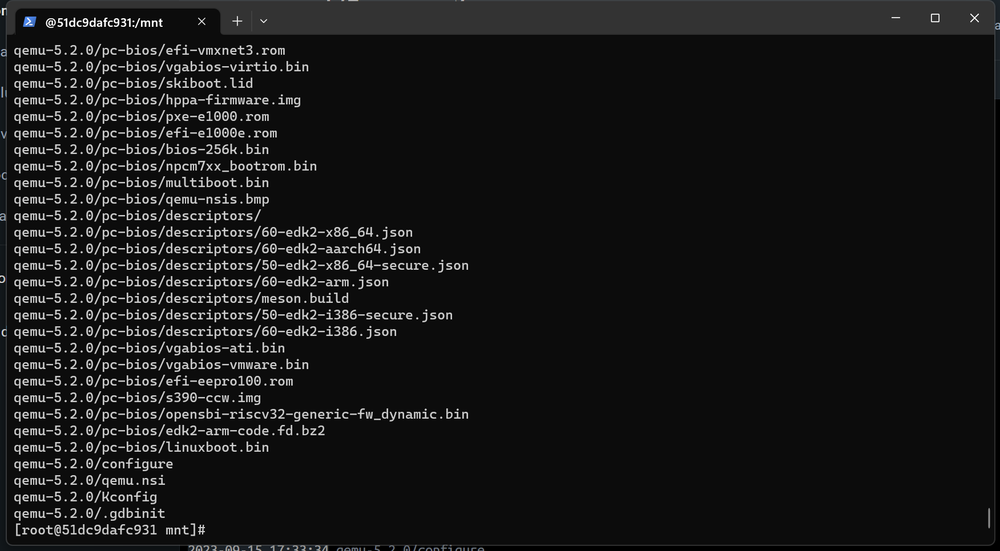 @51dc9dafc931:/mnt
qemu-5.2.0/pc-bios/efi-vmxnet3.rom
qemu-5.2.0/pc-bios/vgabios-virtio.bin
qemu-5.2.0/pc-bios/skiboot.lid
qemu-5.2.0/pc-bios/hppa-firmware.img
qemu-5.2.0/pc-bios/pxe-e1000.rom
qemu-5.2.0/pc-bios/efi-e1000e.rom
qemu-5.2.0/pc-bios/bios-256k.bin
qemu-5.2.0/pc-bios/npcm7xx_bootrom.bin
qemu-5.2.0/pc-bios/multiboot.bin
qemu-5.2.0/pc-bios/qemu-nsis.bmp
qemu-5.2.0/pc-bios/descriptors/
qemu-5.2.0/pc-bios/descriptors/60-edk2-x86_64.json
qemu-5.2.0/pc-bios/descriptors/60-edk2-aarch64.json
qemu-5.2.0/pc-bios/descriptors/50-edk2-x86_64-secure.json
qemu-5.2.0/pc-bios/descriptors/60-edk2-arm.json
qemu-5.2.0/pc-bios/descriptors/meson.build
qemu-5.2.0/pc-bios/descriptors/50-edk2-i386-secure.json
qemu-5.2.0/pc-bios/descriptors/60-edk2-i386.json
qemu-5.2.0/pc-bios/vgabios-ati.bin
qemu-5.2.0/pc-bios/vgabios-vmware.bin
qemu-5.2.0/pc-bios/efi-eepro100.rom
qemu-5.2.0/pc-bios/s390-ccw.img
qemu-5.2.0/pc-bios/opensbi-riscv32-generic-fw_dynamic.bin
qemu-5.2.0/pc-bios/edk2-arm-code.fd.bz2
qemu-5.2.0/pc-bios/linuxboot.bin
qemu-5.2.0/configure
qemu-5.2.0/qemu.nsi
qemu-5.2.0/Kconfig
qemu-5.2.0/.gdbinit
[root@51dc9dafc931 mnt]#
2023-09-15 17:33:34 qemu-5.2.0/configure